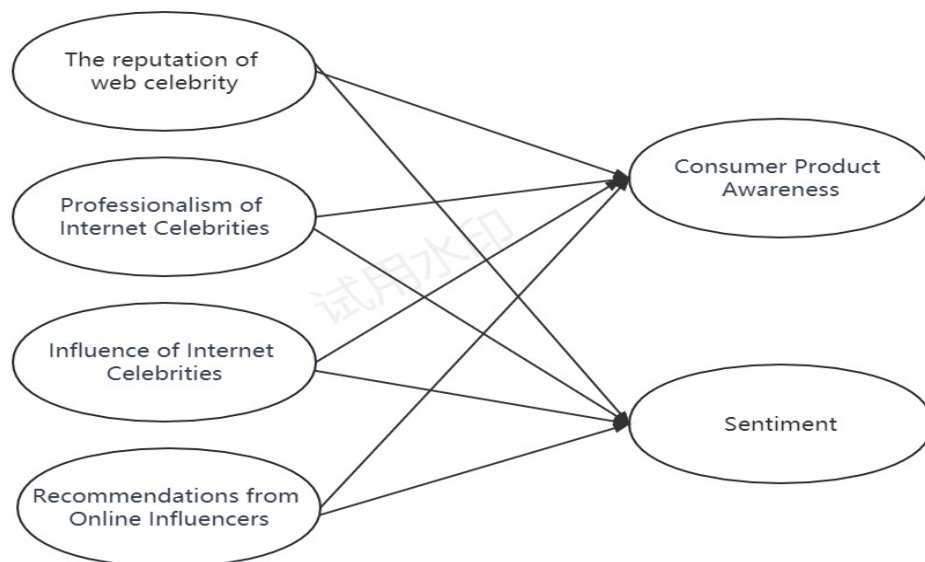 The reputation of
web celebrity
Professionalism of
Internet Celebrities
Influence of Internet
Celebrities
Recommendations from
Online Influencers
Consumer Product
Awareness
Sentiment
试用水印